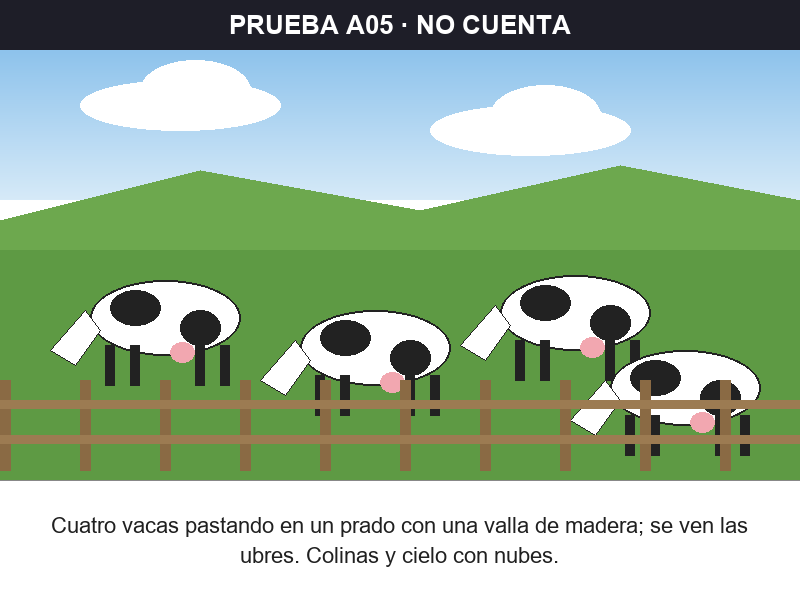 PRUEBA A05 · NO CUENTA
Cuatro vacas pastando en un prado con una valla de madera; se ven las
ubres. Colinas y cielo con nubes.